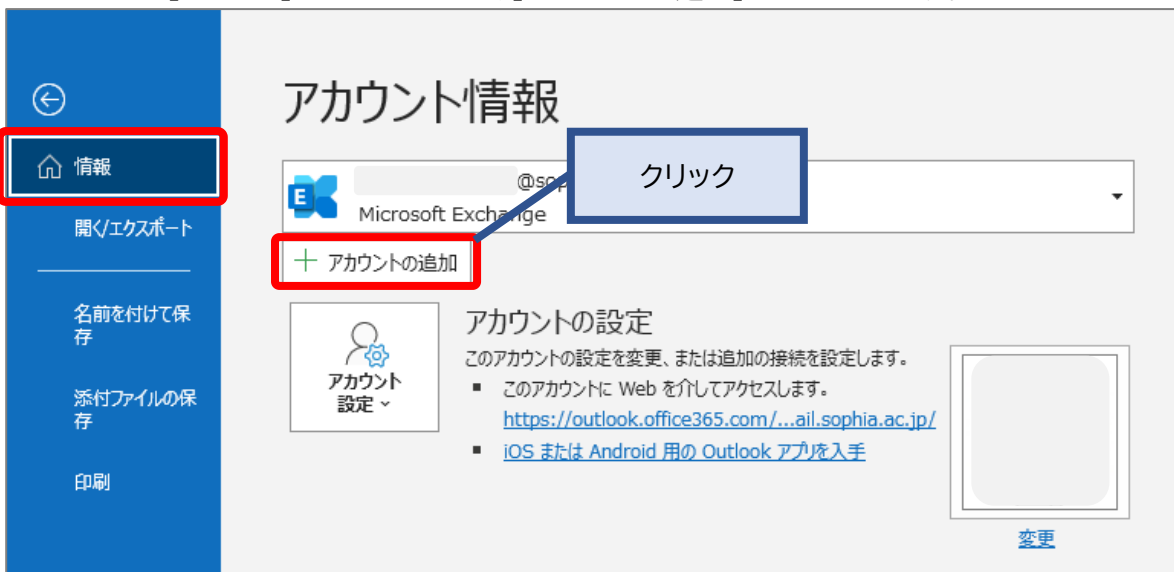 アカウント情報
情報
開く/エクスポート
名前を付けて保
存
添付ファイルの保
存
印刷
クリック
Microsoft Exchange
アカウントの追加
アカウント
設定
アカウントの設定
このアカウントの設定を変更、または追加の接続を設定します。
■ このアカウントに Web を介してアクセスします。
https://outlook.office365.com/...ail.sophia.ac.jp/
■ iOS または Android 用の Outlook アプリを入手
変更